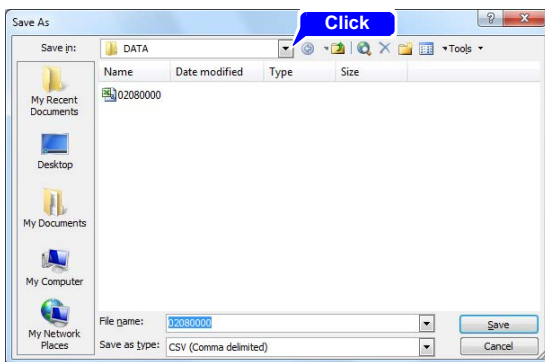 Save As
Click
Save in:
DATA
Tools
Name Date modified Type Size
02080000
My Recent
Documents
Desktop
My Documents
My Computer
My Network
Places
File name:
02080000
Save
Save as type:
CSV (Comma delimited)
Cancel